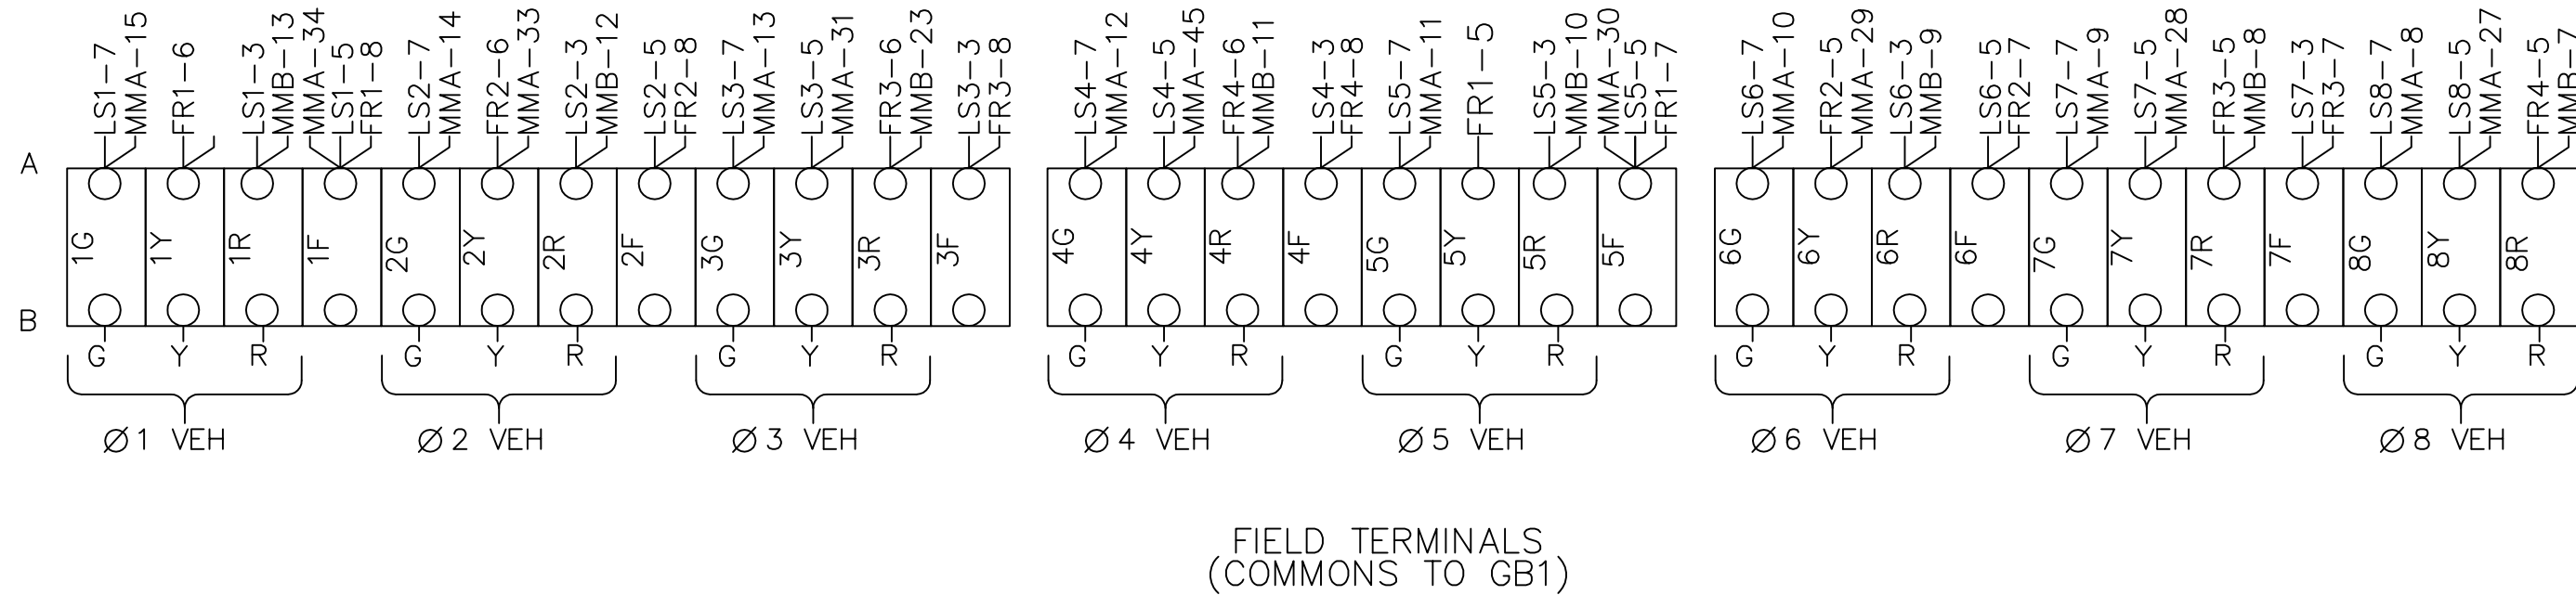 LS1-7
MMA-15
FR1-6
LS1-3
MMB-13
MMA-34
LS1-5
FR1-8
LS2-7
MMA-14
FR2-6
MMA-33
LS2-3
MMB-12
LS2-5
FR2-8
LS3-7
MMA-13
LS3-5
MMA-31
FR3-6
MMB-23
LS3-3
FR3-8
LS4-7
MMA-12
LS4-5
MMA-45
FR4-6
MMB-11
LS4-3
FR4-8
LS5-7
MMA-11
FR1-5
LS5-3
MMB-10
MMA-30
LS5-5
FR1-7
LS6-7
MMA-10
FR2-5
MMA-29
LS6-3
MMB-9
LS6-5
FR2-7
LS7-7
MMA-9
LS7-5
MMA-28
FR3-5
MMB-8
LS7-3
FR3-7
LS8-7
MMA-8
LS8-5
MMA-27
FR4-5
MMB-7
A
1G 1Y 1R 1F 2G 2Y 2R 2F 3G 3Y 3R 3F 4G 4Y 4R 4F 5G 5Y 5R 5F 6G 6Y 6R 6F 7G 7Y 7R 7F 8G 8Y 8R
B
G Y R G Y R G Y R G Y R G Y R G Y R G Y R G Y R
Ø1 VEH Ø2 VEH Ø3 VEH Ø4 VEH Ø5 VEH Ø6 VEH Ø7 VEH Ø8 VEH
FIELD TERMINALS
(COMMONS TO GB1)